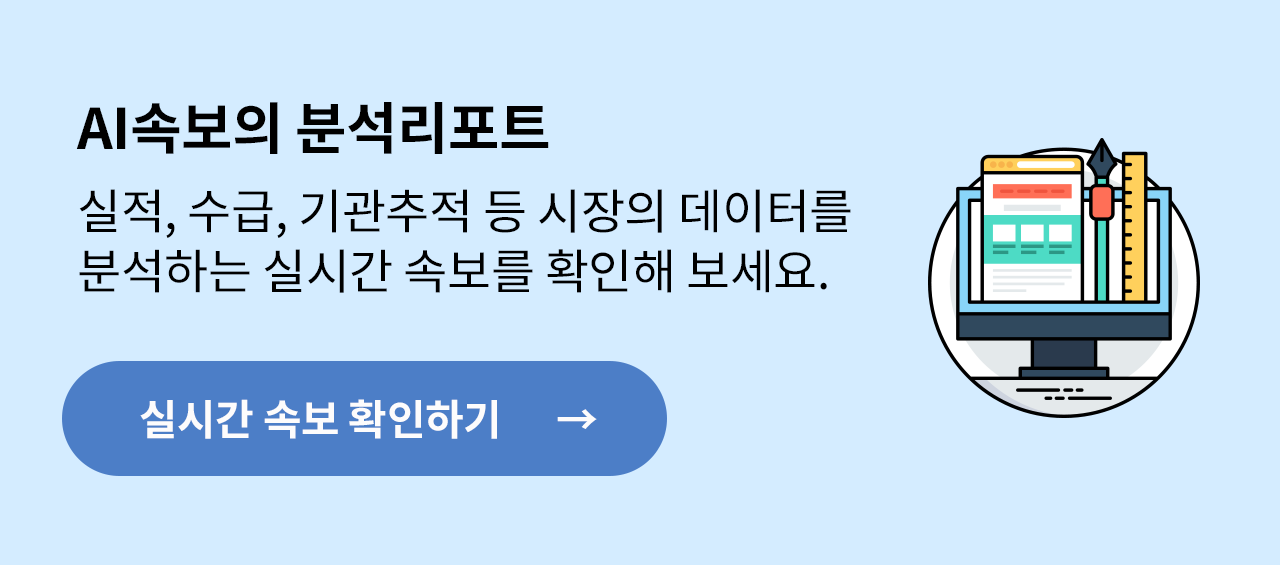 AI속보의 분석리포트
실적, 수급, 기관추적 등 시장의 데이터를
분석하는 실시간 속보를 확인해 보세요.
실시간 속보 확인하기 →